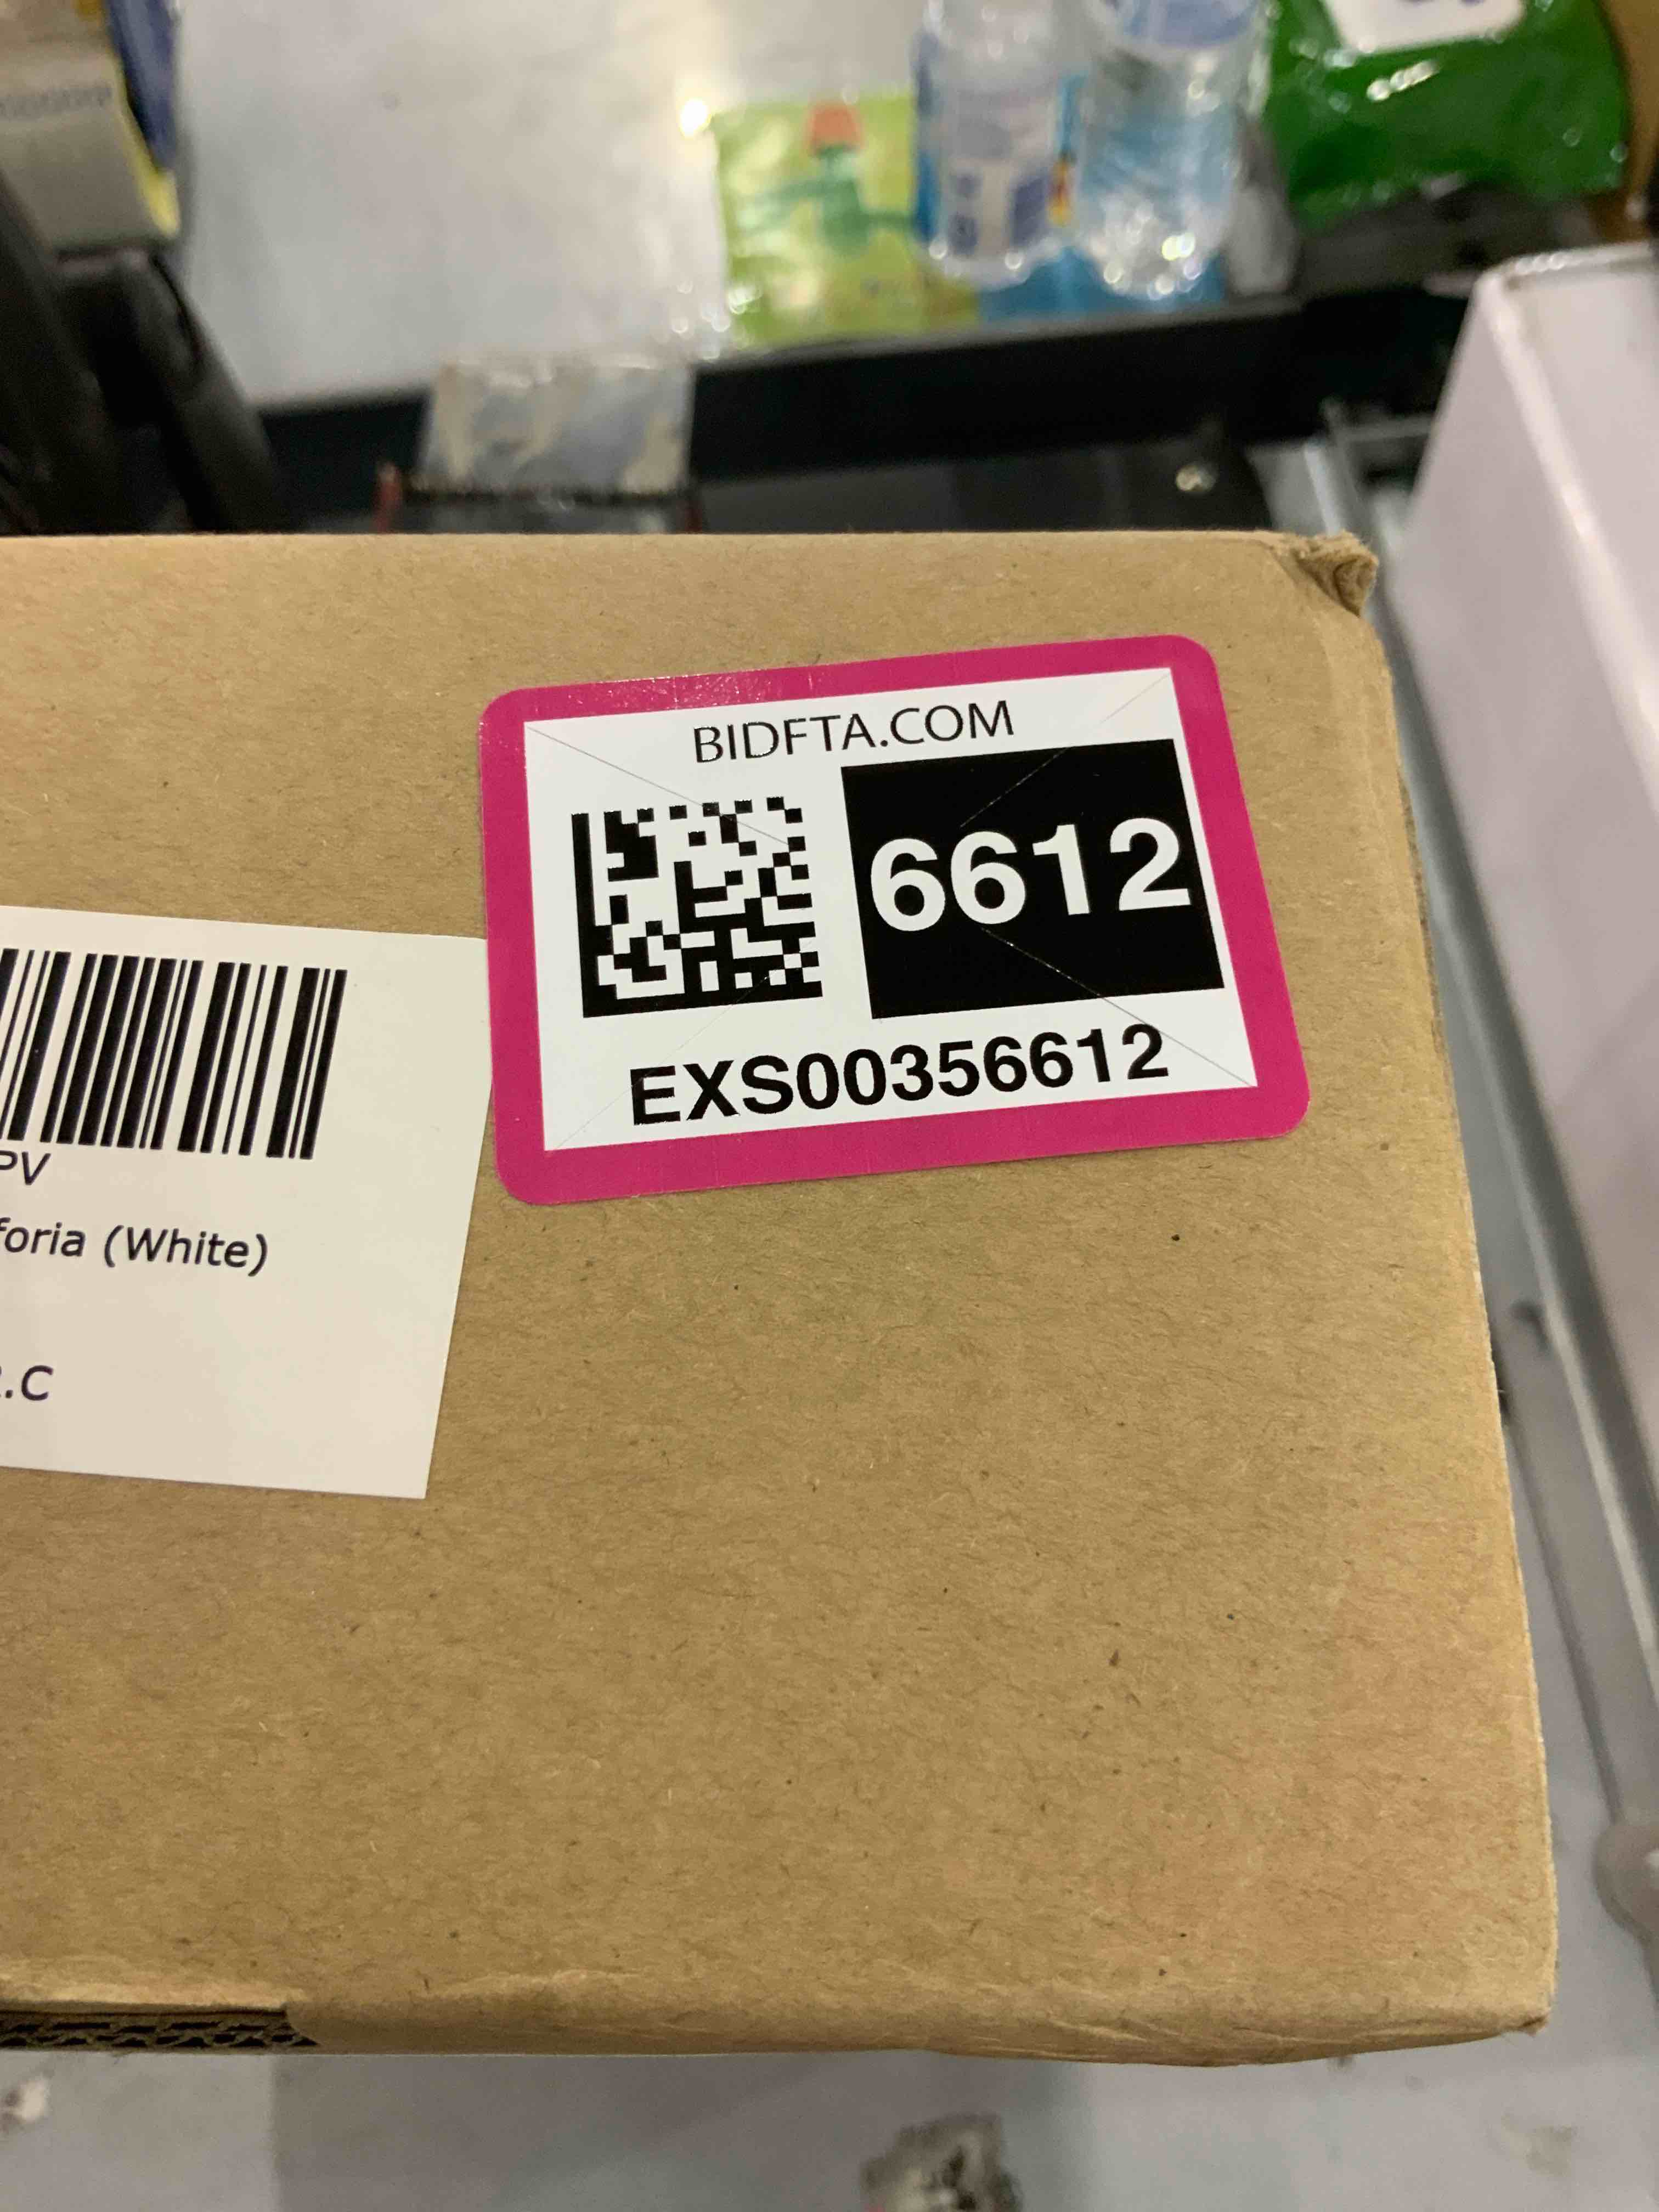 BIDFTA.COM
6612
EXS00356612
PV
foria (White)
.C